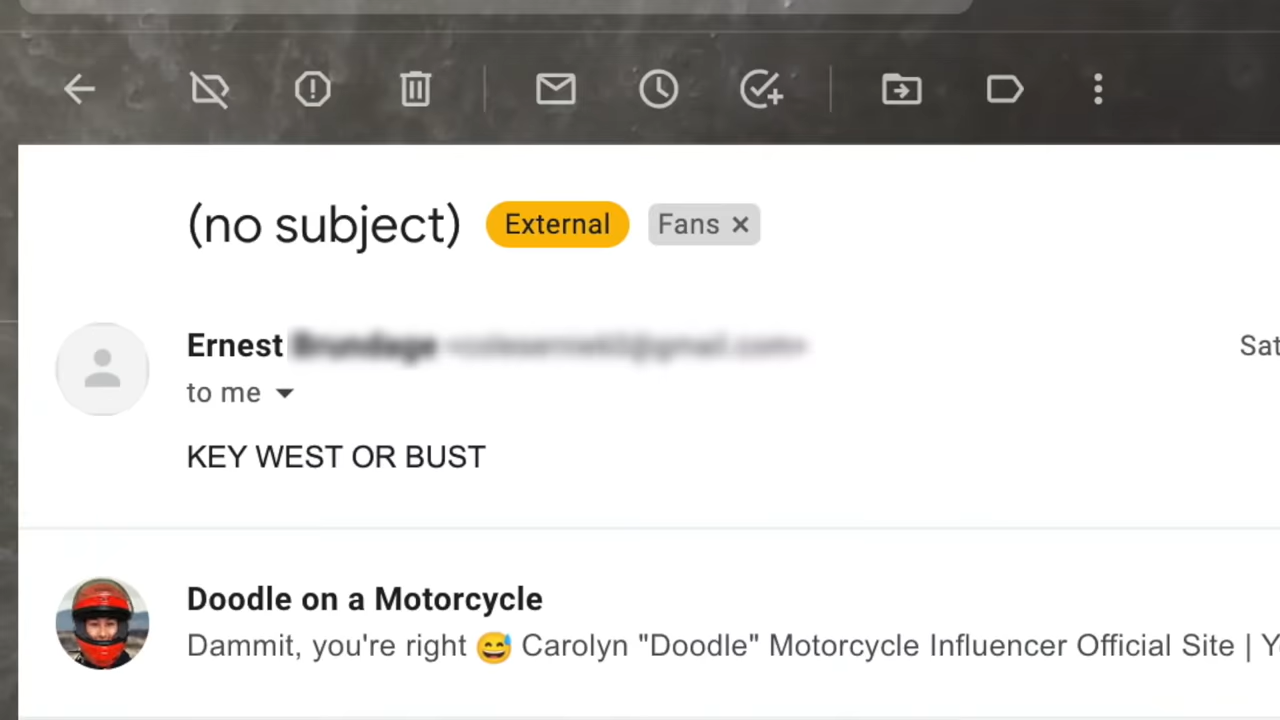 (no subject) External Fans ×
Ernest
Sat
to me
KEY WEST OR BUST
Doodle on a Motorcycle
Dammit, you're right 😅 Carolyn "Doodle" Motorcycle Influencer Official Site |